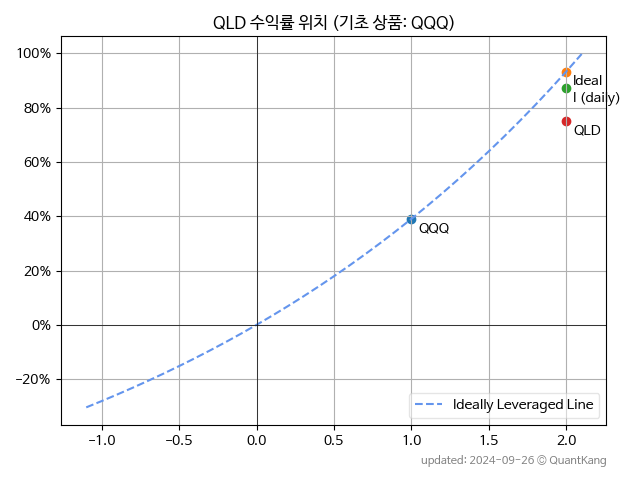 QLD 수익률 위치 (기초 상품: QQQ)
100%
80%
60%
40%
20%
0%
−20%
Ideal
I (daily)
QLD
QQQ
Ideally Leveraged Line
−1.0 −0.5 0.0 0.5 1.0 1.5 2.0
updated: 2024-09-26 © QuantKang